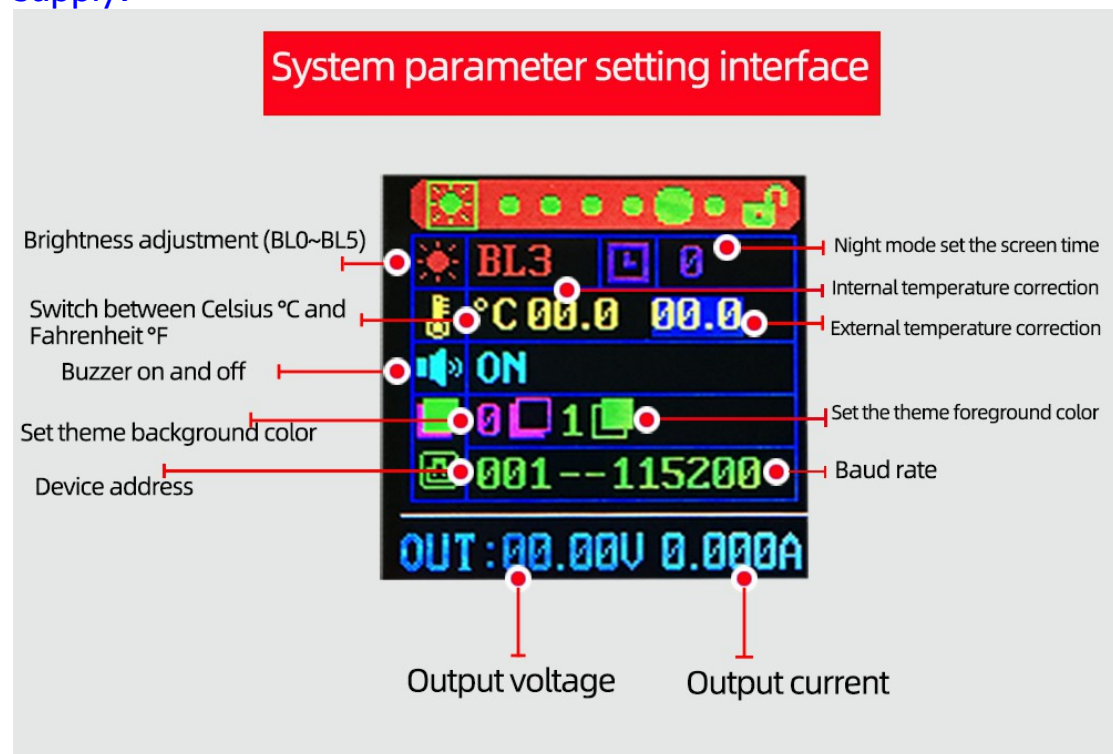 supply.
System parameter setting interface
Brightness adjustment (BL0~BL5)
Night mode set the screen time
BL3 0
Internal temperature correction
Switch between Celsius °C and
Fahrenheit °F
°C 00.0 00.0
External temperature correction
Buzzer on and off
ON
Set theme background color
0 1
Set the theme foreground color
Device address
001--115200
Baud rate
OUT:00.00V 0.000A
Output voltage
Output current